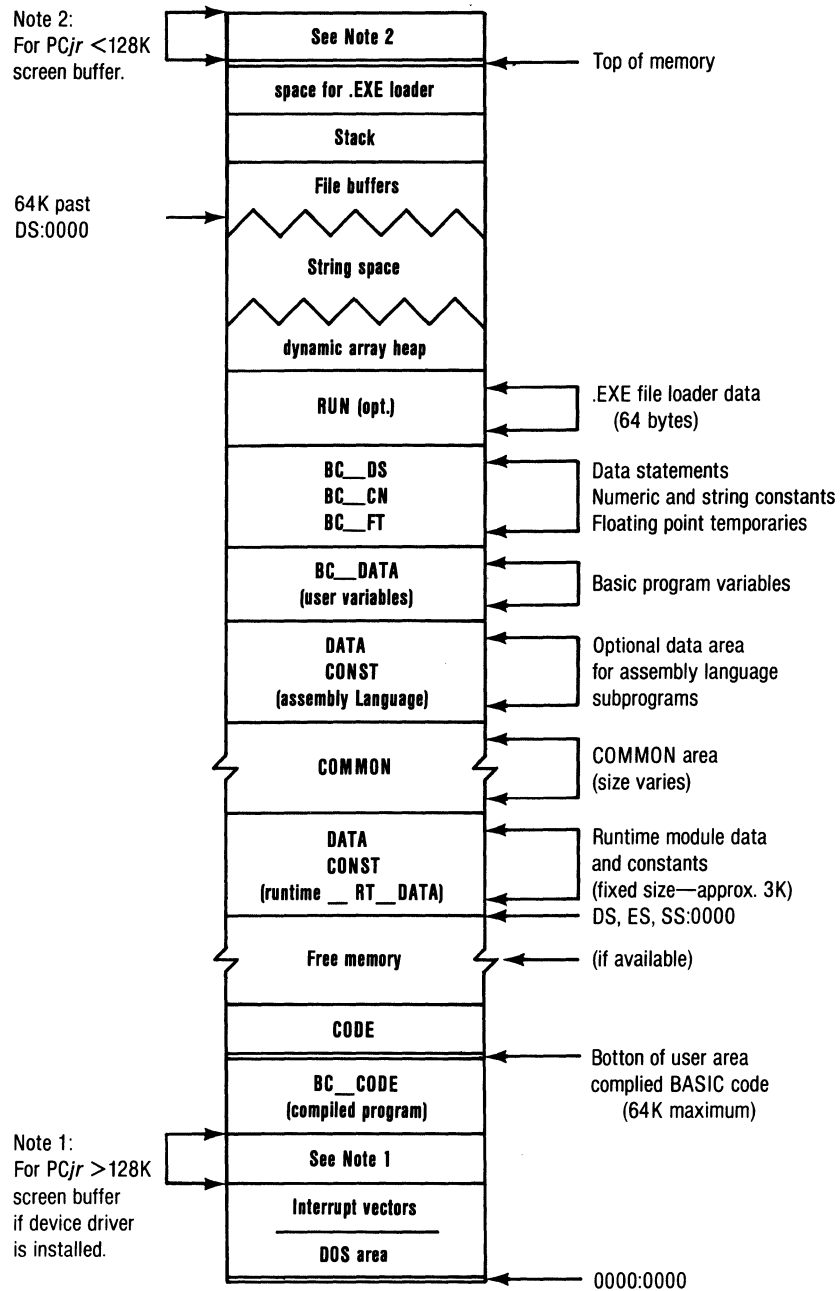 Note 2:
For PCjr <128K
screen buffer.
See Note 2
Top of memory
space for .EXE loader
Stack
File buffers
64K past
DS:0000
String space
dynamic array heap
RUN (opt.)
.EXE file loader data
(64 bytes)
BC__DS
BC__CN
BC__FT
Data statements
Numeric and string constants
Floating point temporaries
BC__DATA
(user variables)
Basic program variables
DATA
CONST
(assembly Language)
Optional data area
for assembly language
subprograms
COMMON
COMMON area
(size varies)
DATA
CONST
(runtime __ RT__DATA)
Runtime module data
and constants
(fixed size—approx. 3K)
DS, ES, SS:0000
Free memory
(if available)
CODE
Botton of user area
complied BASIC code
(64K maximum)
BC__CODE
(compiled program)
Note 1:
For PCjr >128K
screen buffer
if device driver
is installed.
See Note 1
Interrupt vectors
DOS area
0000:0000